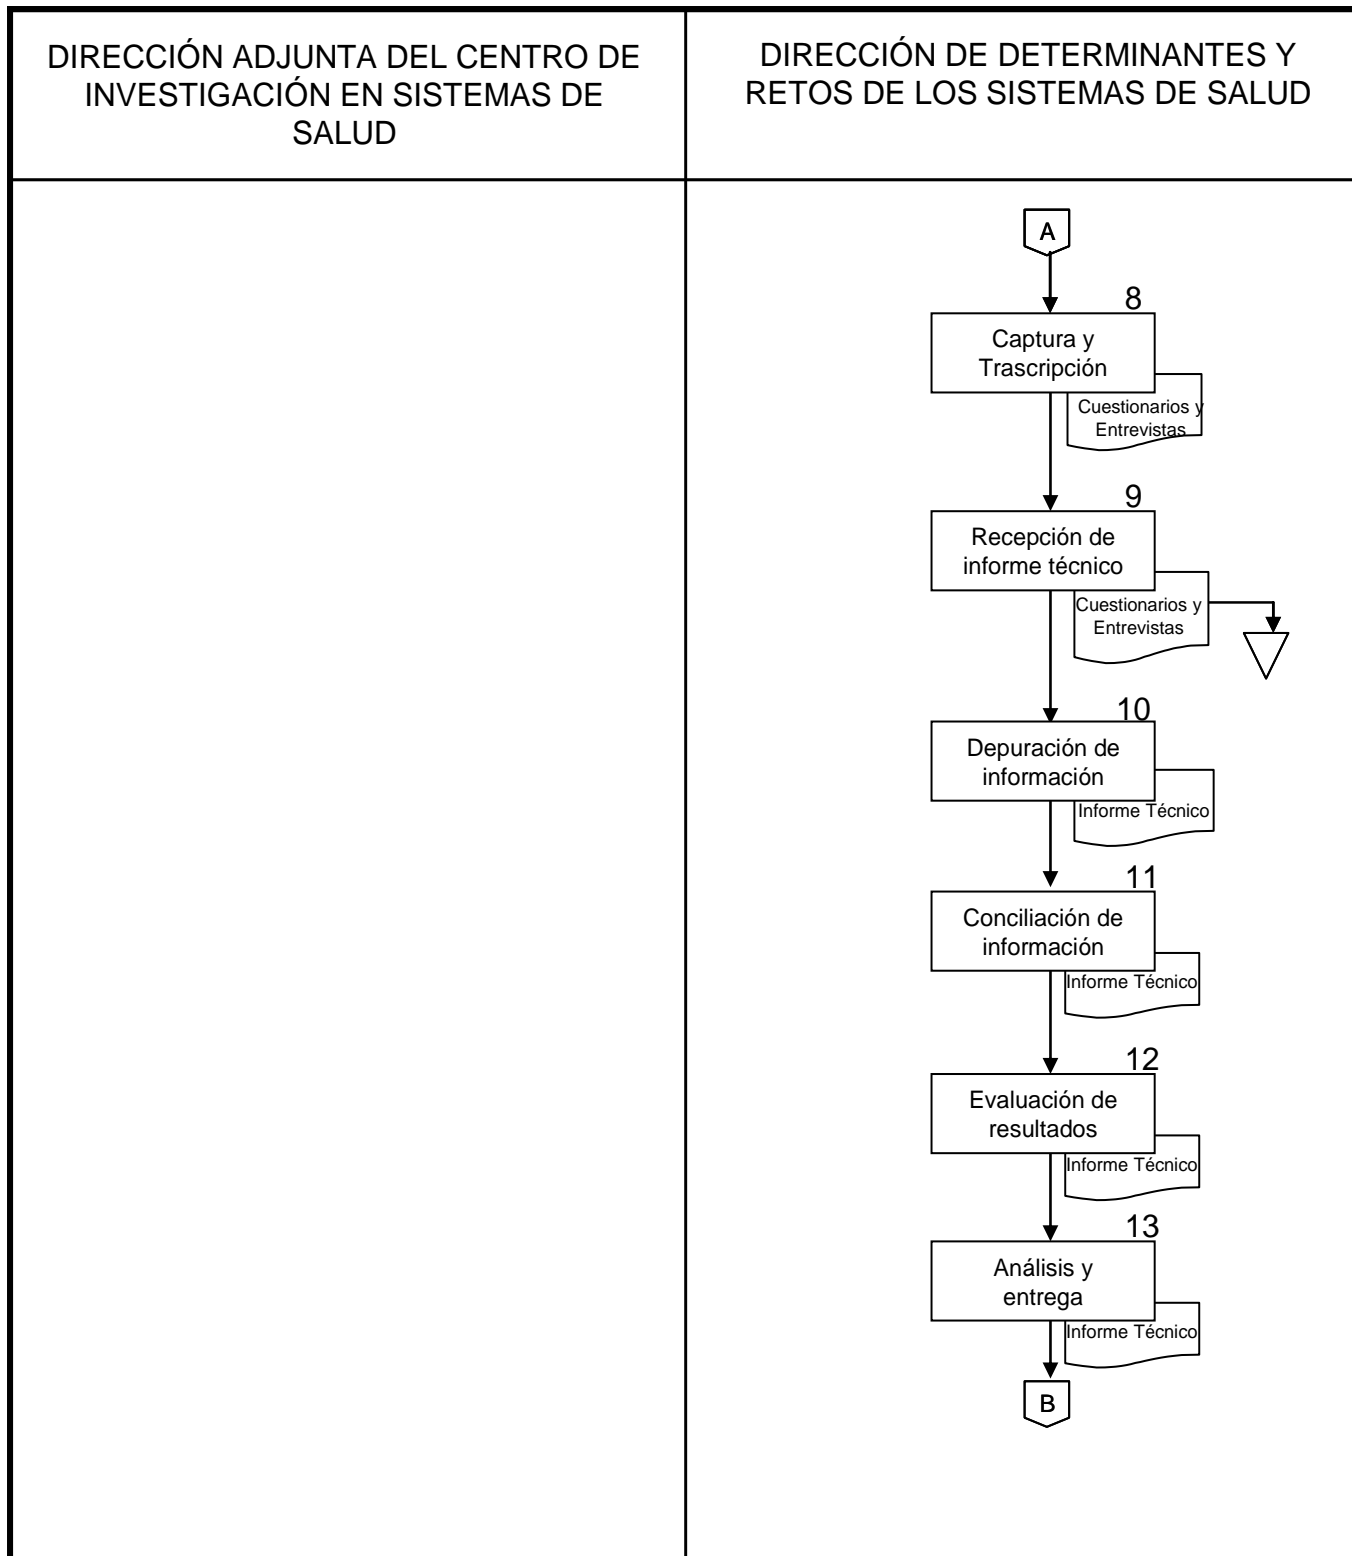 DIRECCIÓN ADJUNTA DEL CENTRO DE
INVESTIGACIÓN EN SISTEMAS DE
SALUD
DIRECCIÓN DE DETERMINANTES Y
RETOS DE LOS SISTEMAS DE SALUD
A
8
Captura y
Trascripción
Cuestionarios y
Entrevistas
9
Recepción de
informe técnico
Cuestionarios y
Entrevistas
10
Depuración de
información
Informe Técnico
11
Conciliación de
información
Informe Técnico
12
Evaluación de
resultados
Informe Técnico
13
Análisis y
entrega
Informe Técnico
B